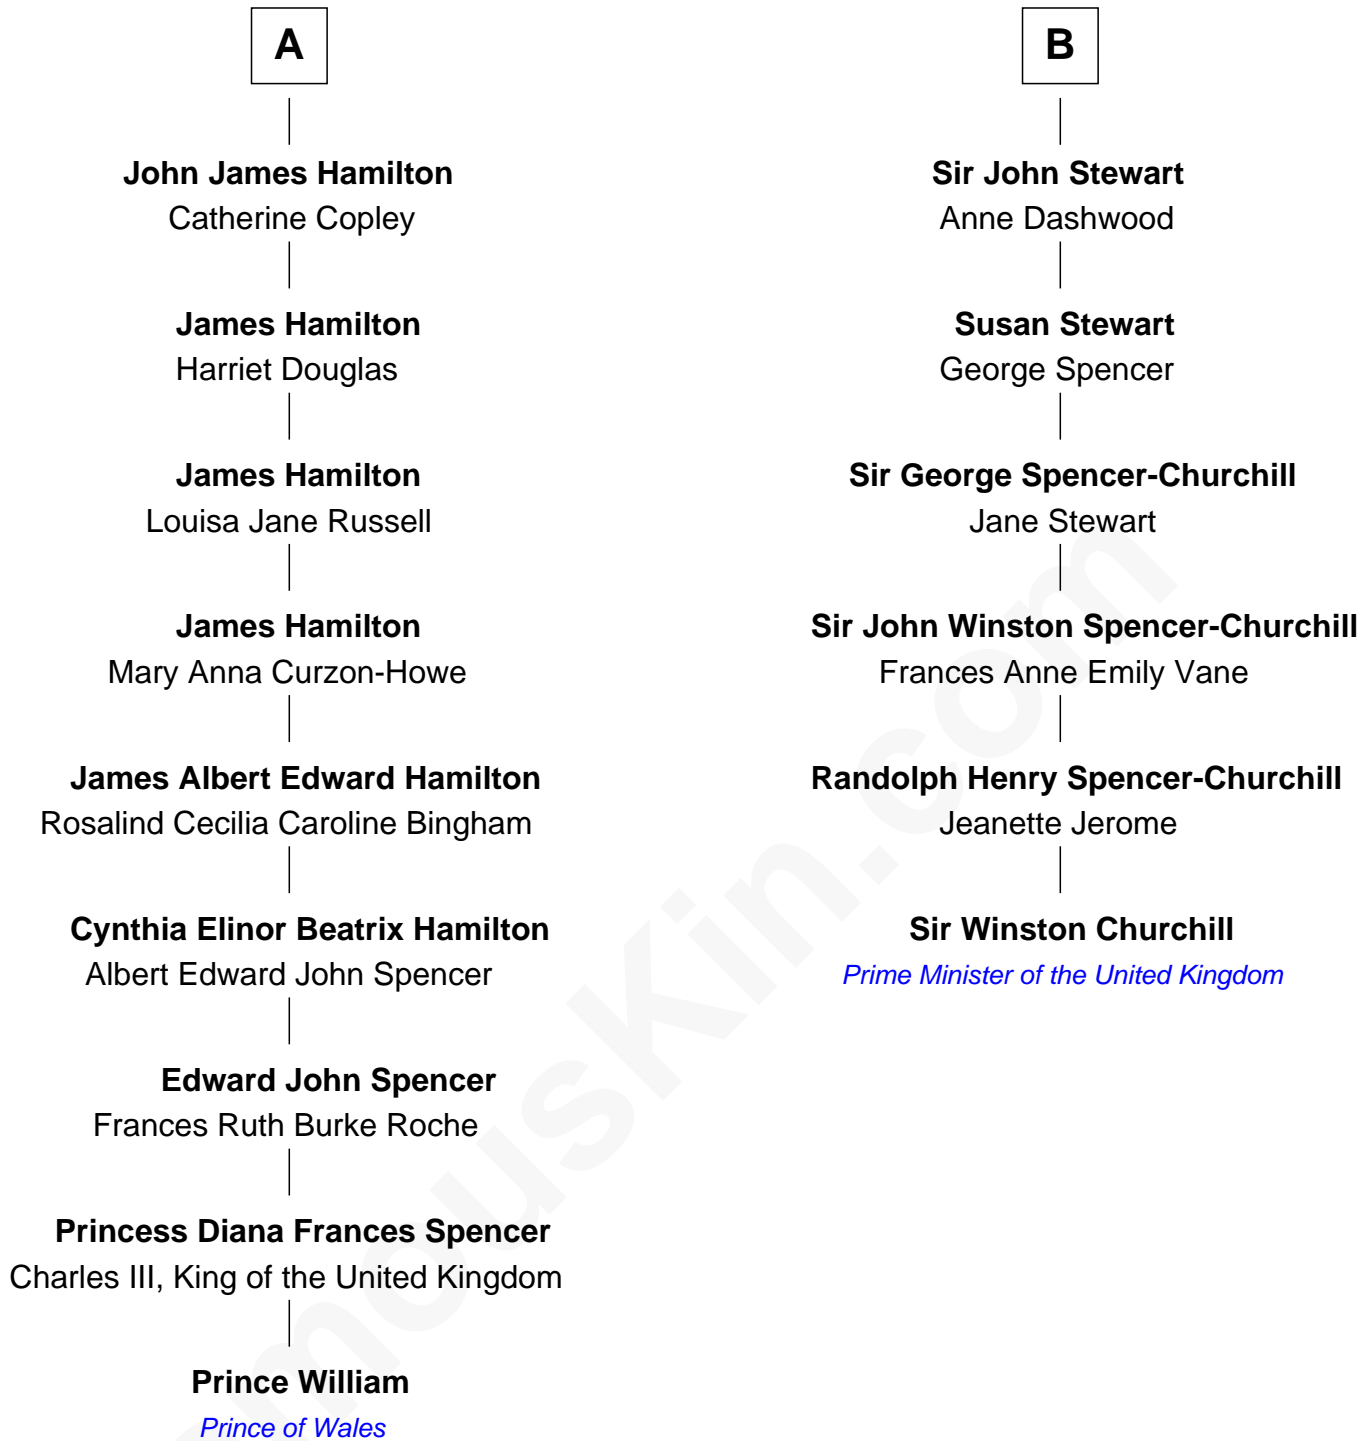 A
John James Hamilton
Catherine Copley
James Hamilton
Harriet Douglas
James Hamilton
Louisa Jane Russell
James Hamilton
Mary Anna Curzon-Howe
James Albert Edward Hamilton
Rosalind Cecilia Caroline Bingham
Cynthia Elinor Beatrix Hamilton
Albert Edward John Spencer
Edward John Spencer
Frances Ruth Burke Roche
Princess Diana Frances Spencer
Charles III, King of the United Kingdom
Prince William
Prince of Wales
B
Sir John Stewart
Anne Dashwood
Susan Stewart
George Spencer
Sir George Spencer-Churchill
Jane Stewart
Sir John Winston Spencer-Churchill
Frances Anne Emily Vane
Randolph Henry Spencer-Churchill
Jeanette Jerome
Sir Winston Churchill
Prime Minister of the United Kingdom
mousKin.com